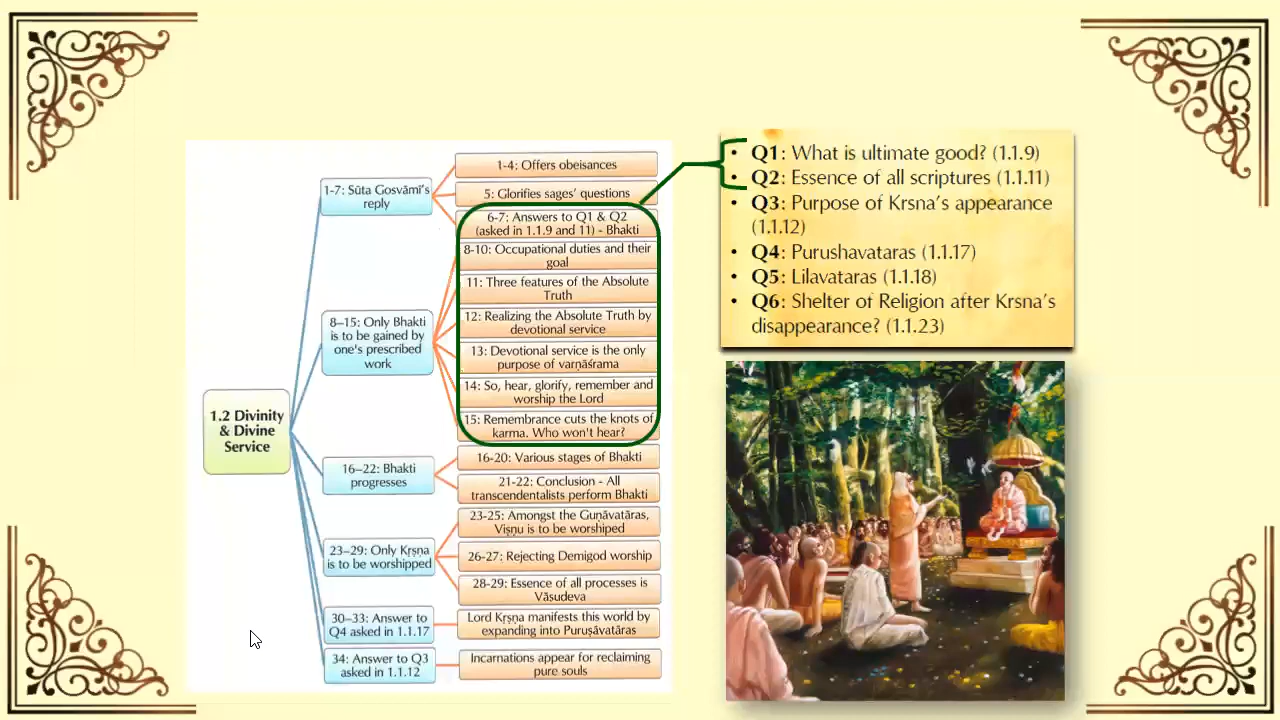 1.2 Divinity
& Divine
Service
1-7: Sūta Gosvāmī's
reply
1-4: Offers obeisances
5: Glorifies sages' questions
6-7: Answers to Q1 & Q2
(asked in 1.1.9 and 11) - Bhakti
8–15: Only Bhakti
is to be gained by
one's prescribed
work
8-10: Occupational duties and their
goal
11: Three features of the Absolute
Truth
12: Realizing the Absolute Truth by
devotional service
13: Devotional service is the only
purpose of varṇāśrama
14: So, hear, glorify, remember and
worship the Lord
15: Remembrance cuts the knots of
karma. Who won't hear?
16–22: Bhakti
progresses
16-20: Various stages of Bhakti
21-22: Conclusion - All
transcendentalists perform Bhakti
23–29: Only Kṛṣṇa
is to be worshipped
23-25: Amongst the Guṇāvatāras,
Viṣṇu is to be worshiped
26-27: Rejecting Demigod worship
28-29: Essence of all processes is
Vāsudeva
30–33: Answer to
Q4 asked in 1.1.17
Lord Kṛṣṇa manifests this world by
expanding into Puruṣāvatāras
34: Answer to Q3
asked in 1.1.12
Incarnations appear for reclaiming
pure souls
• Q1: What is ultimate good? (1.1.9)
• Q2: Essence of all scriptures (1.1.11)
• Q3: Purpose of Krsna's appearance
(1.1.12)
• Q4: Purushavataras (1.1.17)
• Q5: Lilavataras (1.1.18)
• Q6: Shelter of Religion after Krsna's
disappearance? (1.1.23)